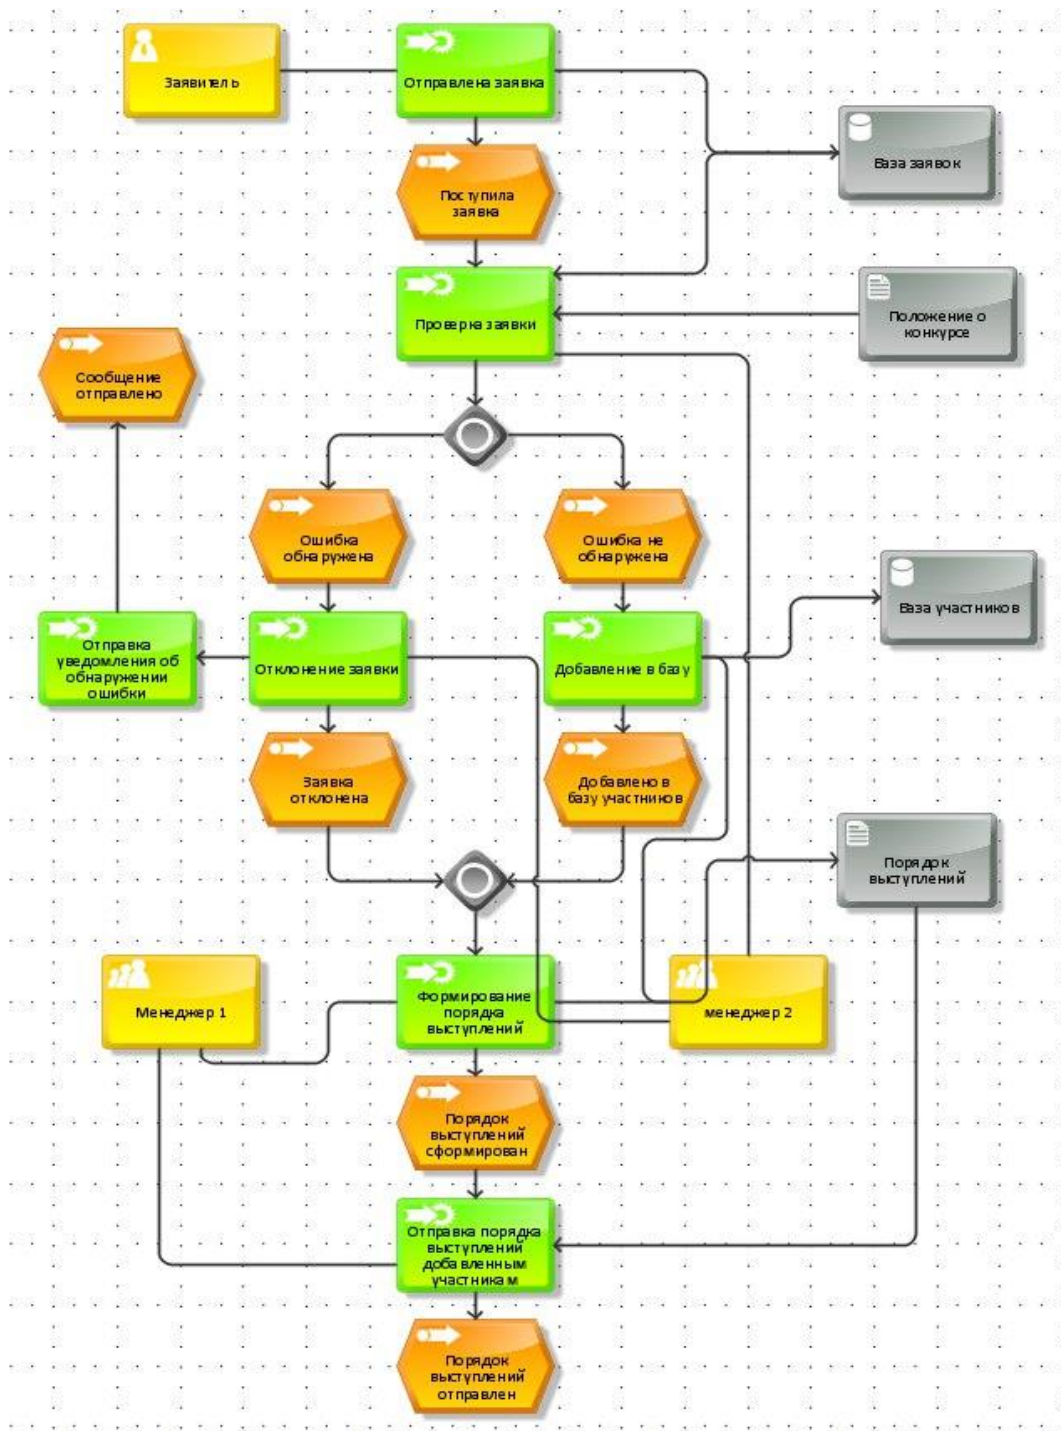 Заявитель
Отправлена заявка
База заявок
Поступила
заявка
Проверка заявки
Положение о
конкурсе
Сообщение
отправлено
Ошибка
обнаружена
Ошибка не
обнаружена
База участников
Отправка
уведомления об
обнаружении
ошибки
Отклонение заявки
Добавление в базу
Заявка
отклонена
Добавлено в
базу участников
Порядок
выступлений
Менеджер 1
Формирование
порядка
выступлений
менеджер 2
Порядок
выступлений
сформирован
Отправка порядка
выступлений
добавленным
участникам
Порядок
выступлений
отправлен